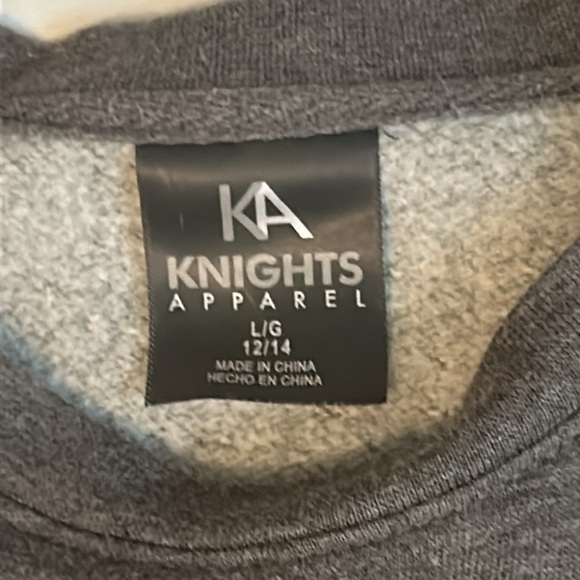 KA
KNIGHTS
APPAREL
L/G
12/14
MADE IN CHINA
HECHO EN CHINA